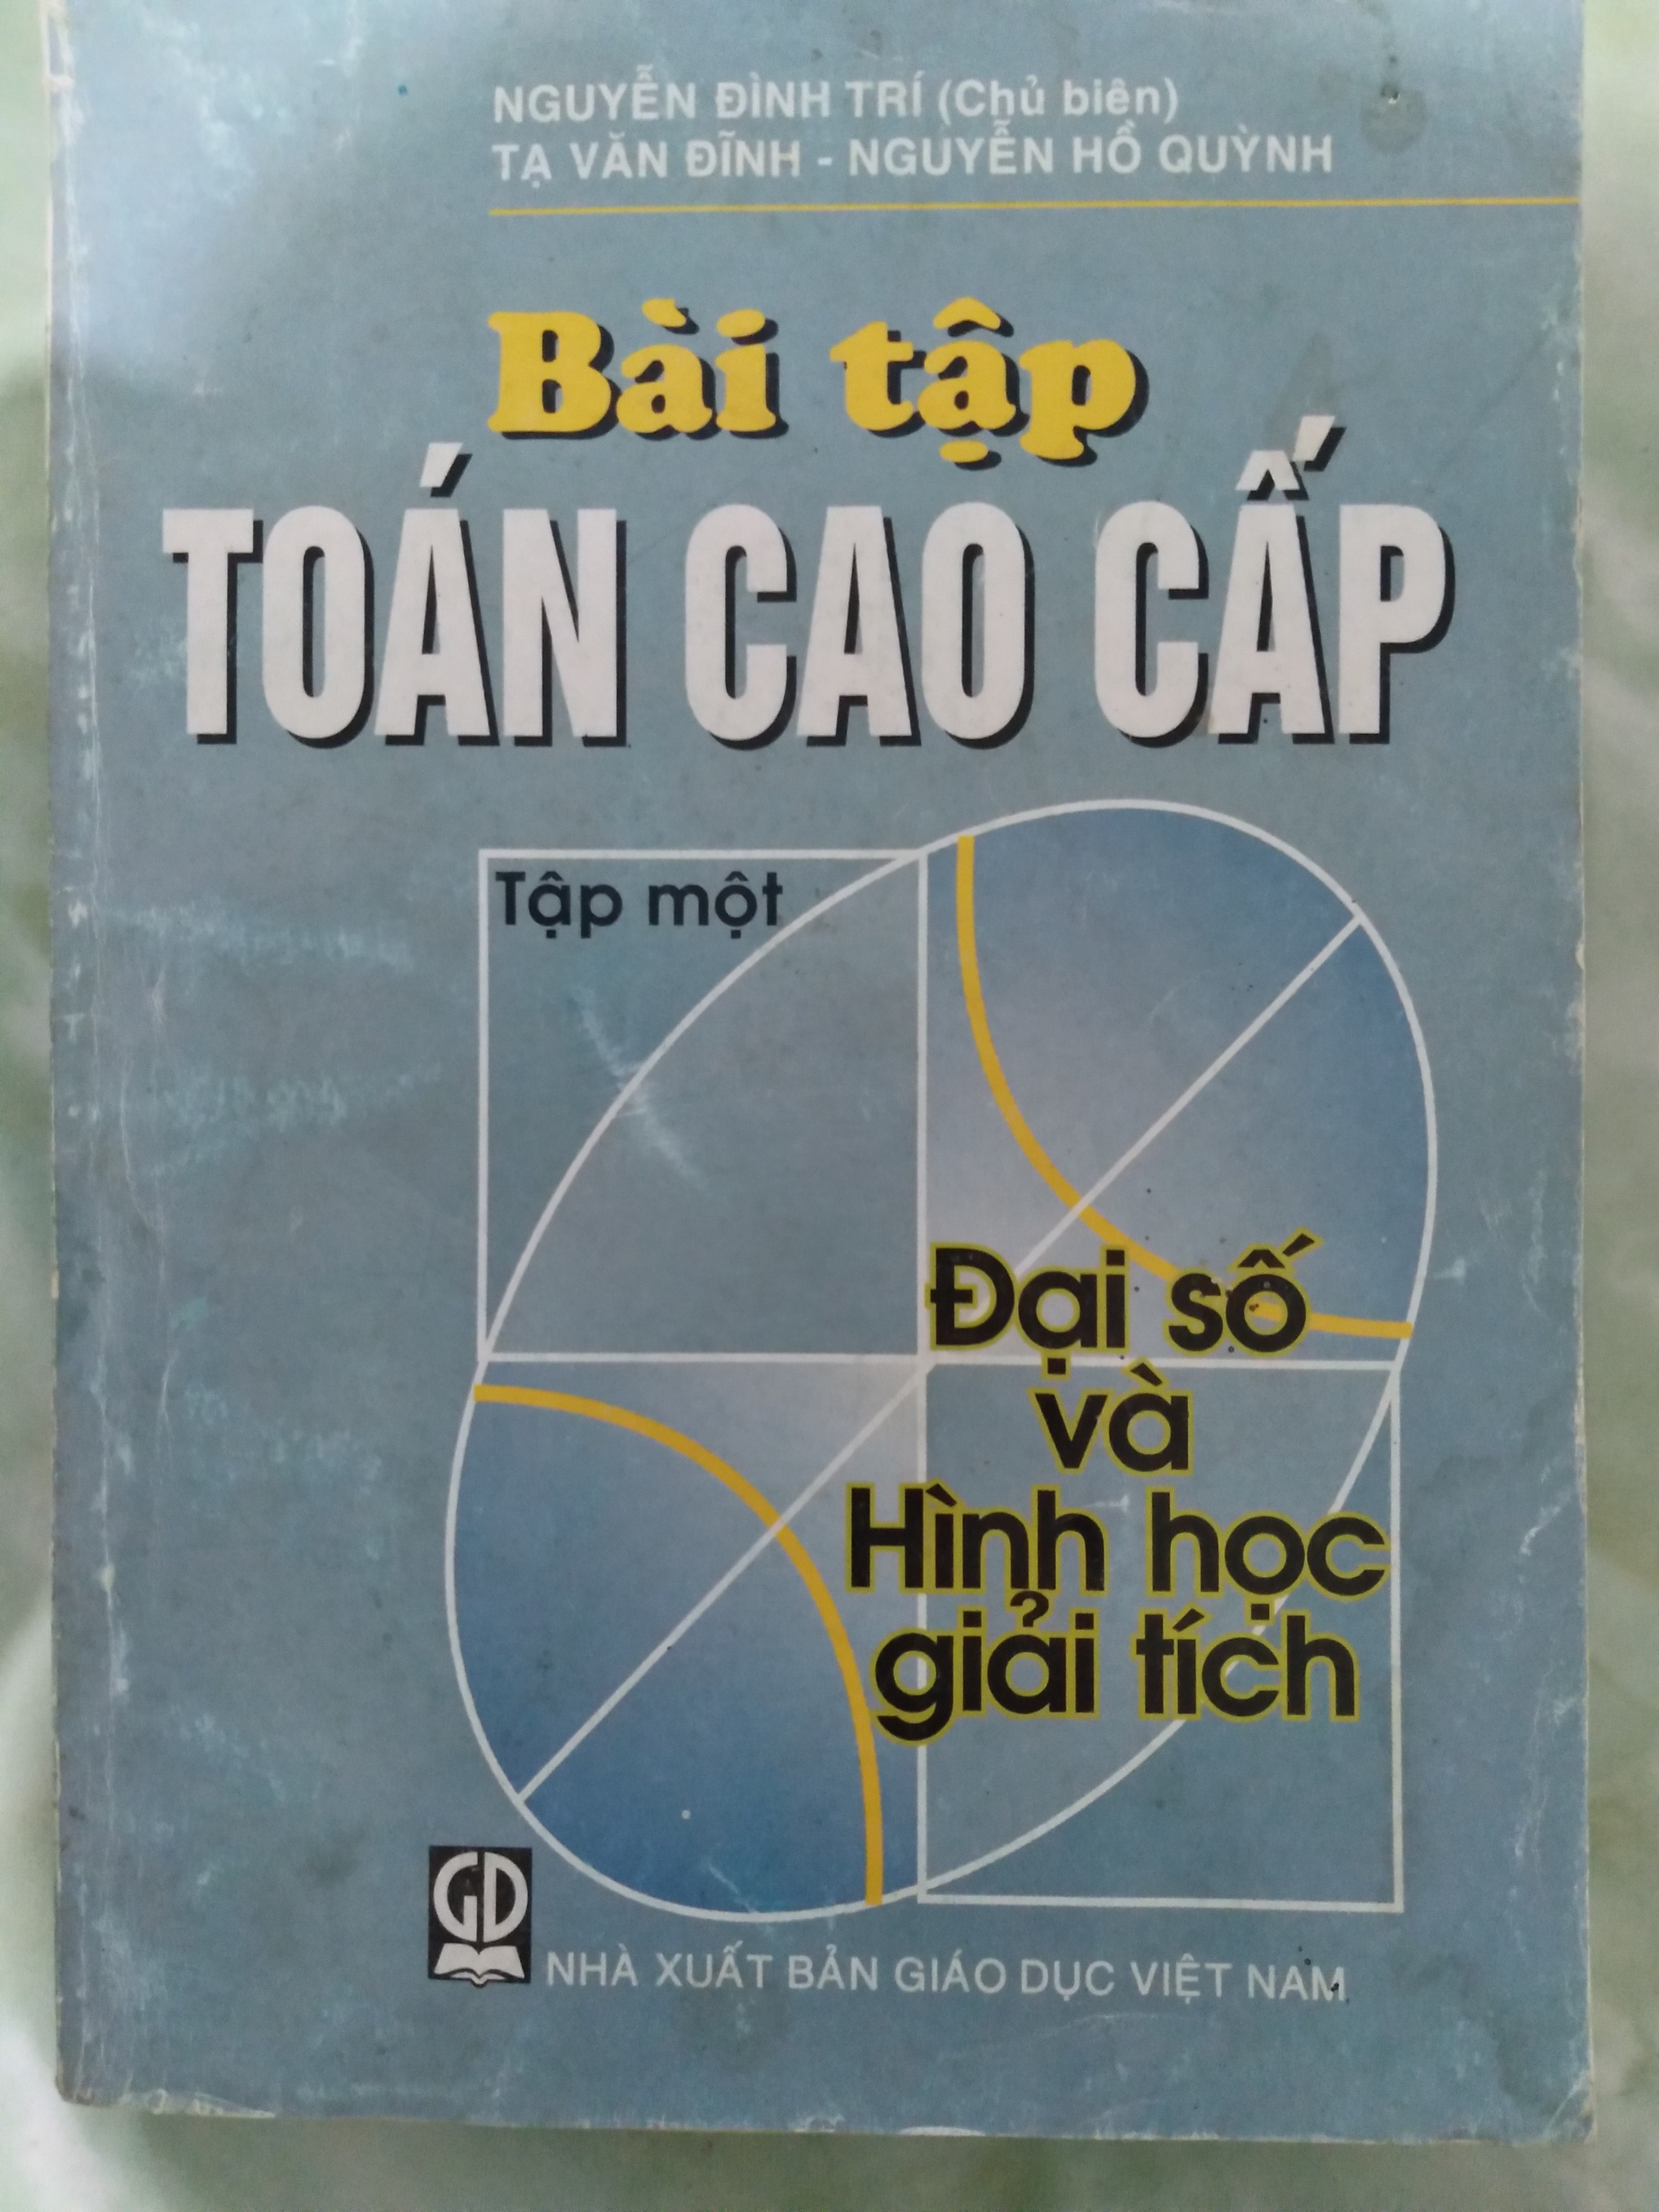 NGUYỄN ĐÌNH TRÍ (Chủ biên)
TẠ VĂN ĐĨNH - NGUYỄN HỒ QUỲNH
Bài tập
TOÁN CAO CẤP
Tập một
Đại số
và
Hình học
giải tích
GD
NHÀ XUẤT BẢN GIÁO DỤC VIỆT NAM